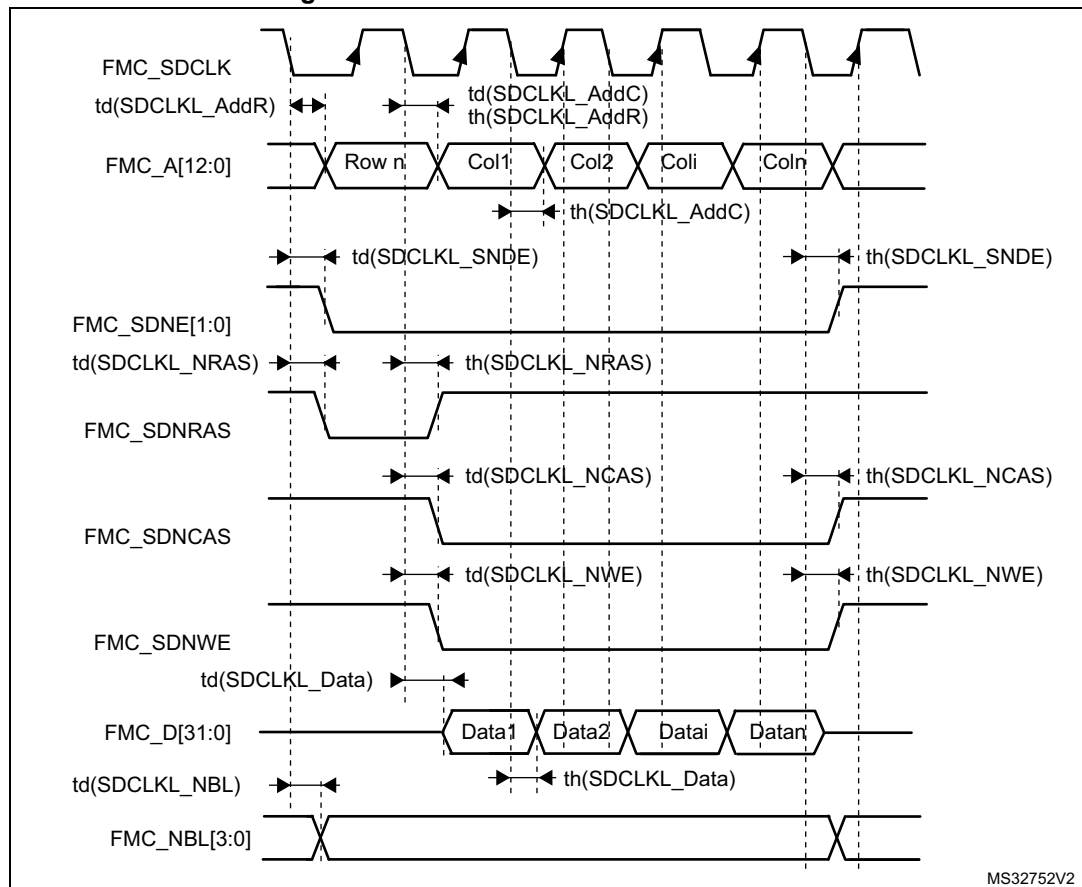 FMC_SDCLK
td(SDCLKL_AddR)
td(SDCLKL_AddC)
th(SDCLKL_AddR)
FMC_A[12:0]
Row n
Col1
Col2
Coli
Coln
th(SDCLKL_AddC)
td(SDCLKL_SNDE)
th(SDCLKL_SNDE)
FMC_SDNE[1:0]
td(SDCLKL_NRAS)
th(SDCLKL_NRAS)
FMC_SDNRAS
td(SDCLKL_NCAS)
th(SDCLKL_NCAS)
FMC_SDNCAS
td(SDCLKL_NWE)
th(SDCLKL_NWE)
FMC_SDNWE
td(SDCLKL_Data)
FMC_D[31:0]
Data1
Data2
Datai
Datan
th(SDCLKL_Data)
td(SDCLKL_NBL)
FMC_NBL[3:0]
MS32752V2